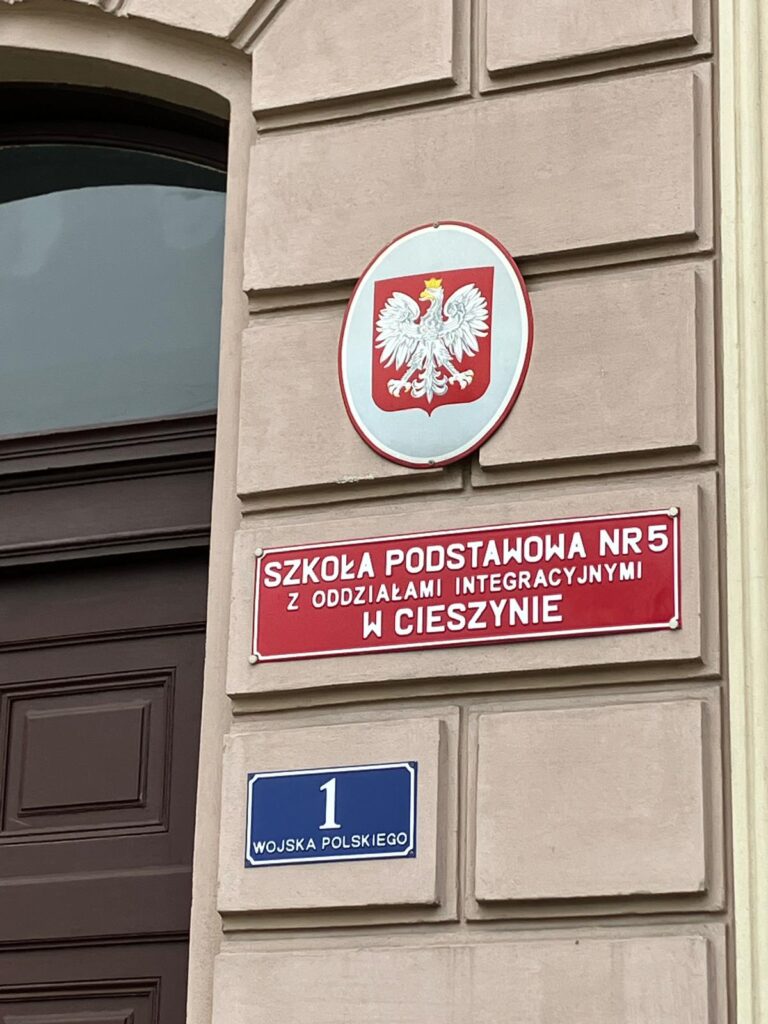 SZKOŁA PODSTAWOWA NR 5
Z ODDZIAŁAMI INTEGRACYJNYMI
W CIESZYNIE
1
WOJSKA POLSKIEGO